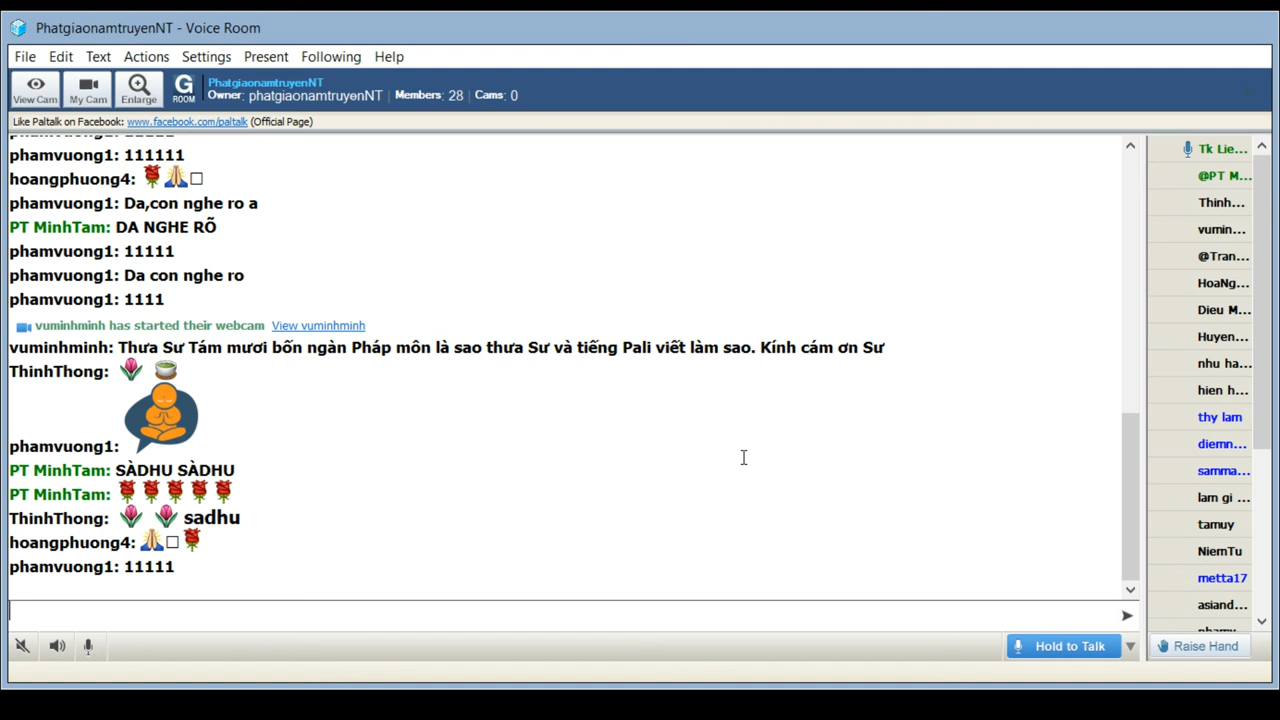 PhatgiaonamtruyenNT - Voice Room
File Edit Text Actions Settings Present Following Help
View Cam My Cam Enlarge G ROOM PhatgiaonamtruyenNT
Owner: phatgiaonamtruyenNT Members: 28 Cams: 0
Like Paltalk on Facebook: www.facebook.com/paltalk (Official Page)
phamvuong1: 111111
hoangphuong4:
phamvuong1: Da,con nghe ro a
PT MinhTam: DA NGHE RÕ
phamvuong1: 11111
phamvuong1: Da con nghe ro
phamvuong1: 1111
vuminhminh has started their webcam View vuminhminh
vuminhminh: Thưa Sư Tám mươi bốn ngàn Pháp môn là sao thưa Sư và tiếng Pali viết làm sao. Kính cám ơn Sư
ThinhThong:
phamvuong1:
PT MinhTam: SÀDHU SÀDHU
PT MinhTam:
ThinhThong: sadhu
hoangphuong4:
phamvuong1: 11111
Tk Lie...
@PT M...
Thinh...
vumin...
@Tran...
HoaNg...
Dieu M...
Huyen...
nhu ha...
hien h...
thy lam
diemn...
samma...
lam gi ...
tamuy
NiemTu
metta17
asiand...
Hold to Talk
Raise Hand